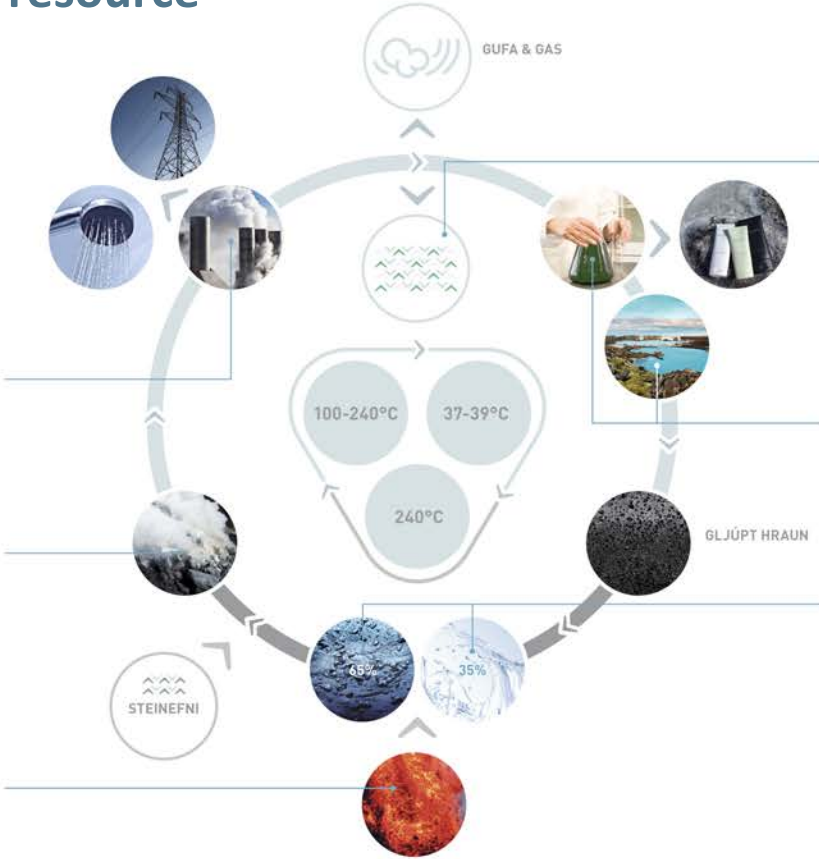 resource
GUFA & GAS
100-240°C
37-39°C
240°C
GLJÚPT HRAUN
65%
35%
STEINEFNI